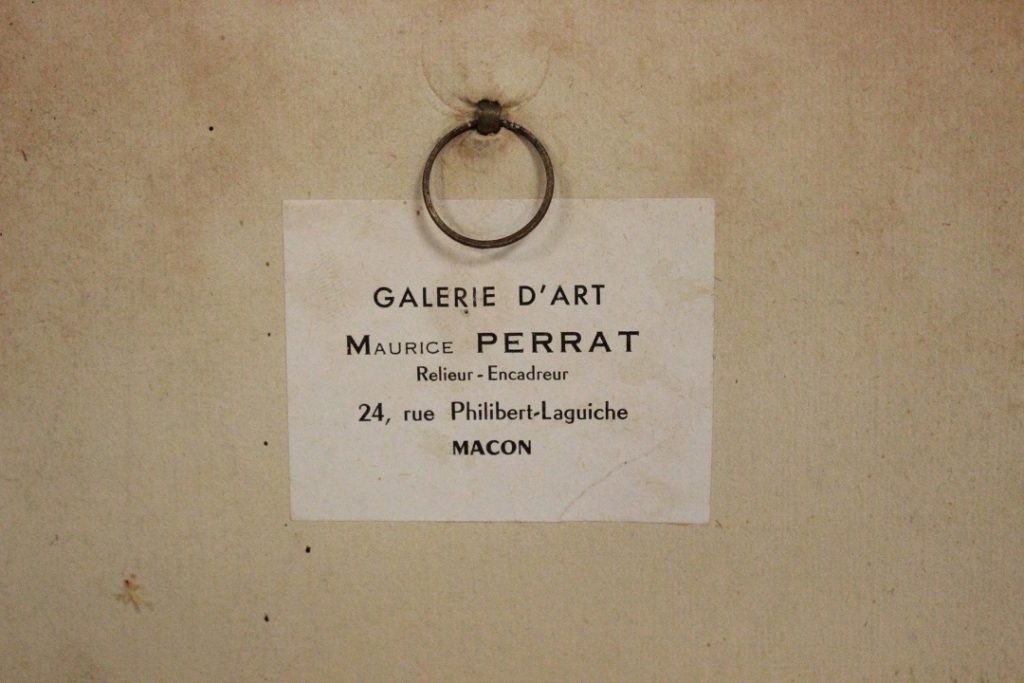 GALERIE D'ART
MAURICE PERRAT
Relieur - Encadreur
24, rue Philibert-Laguiche
MACON